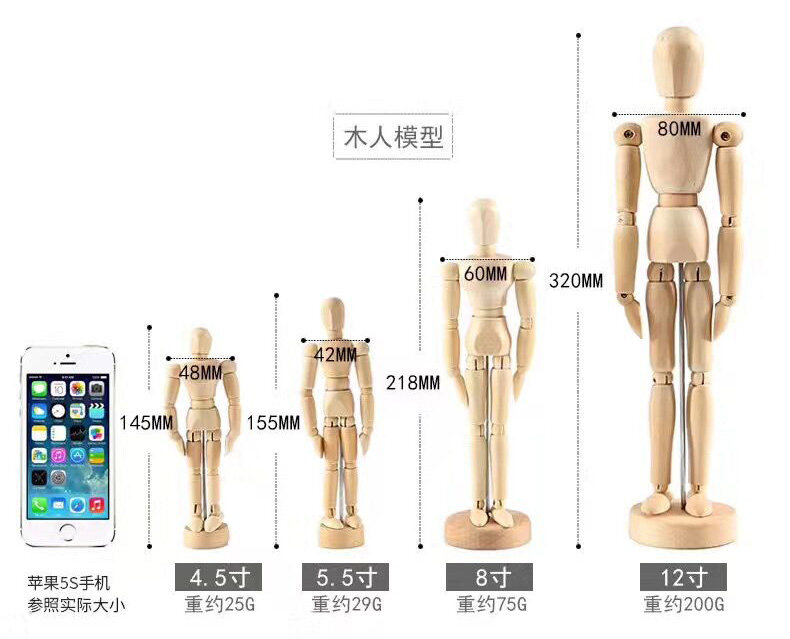 木人模型
80MM
60MM
320MM
42MM
48MM
218MM
145MM
155MM
苹果5S手机
参照实际大小
4.5寸
重约25G
5.5寸
重约29G
8寸
重约75G
12寸
重约200G